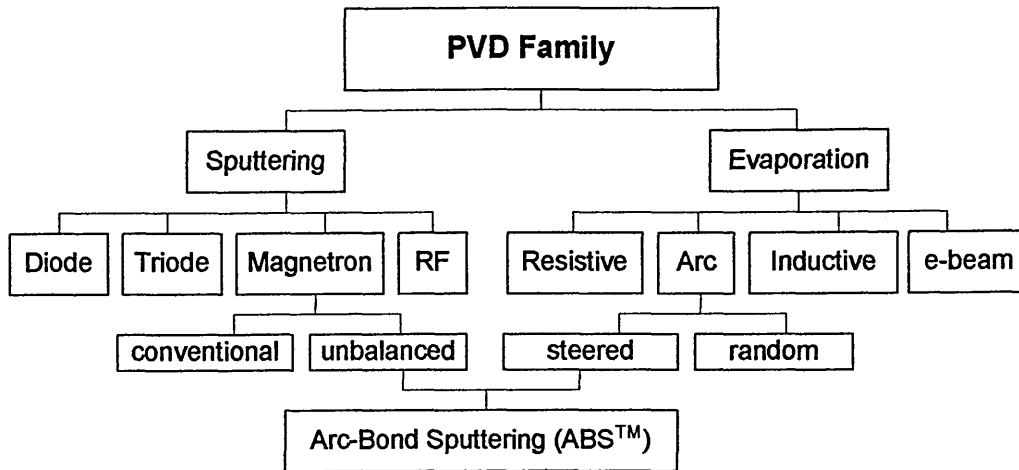 PVD Family
Sputtering
Evaporation
Diode
Triode
Magnetron
RF
Resistive
Arc
Inductive
e-beam
conventional
unbalanced
steered
random
Arc-Bond Sputtering (ABS™)